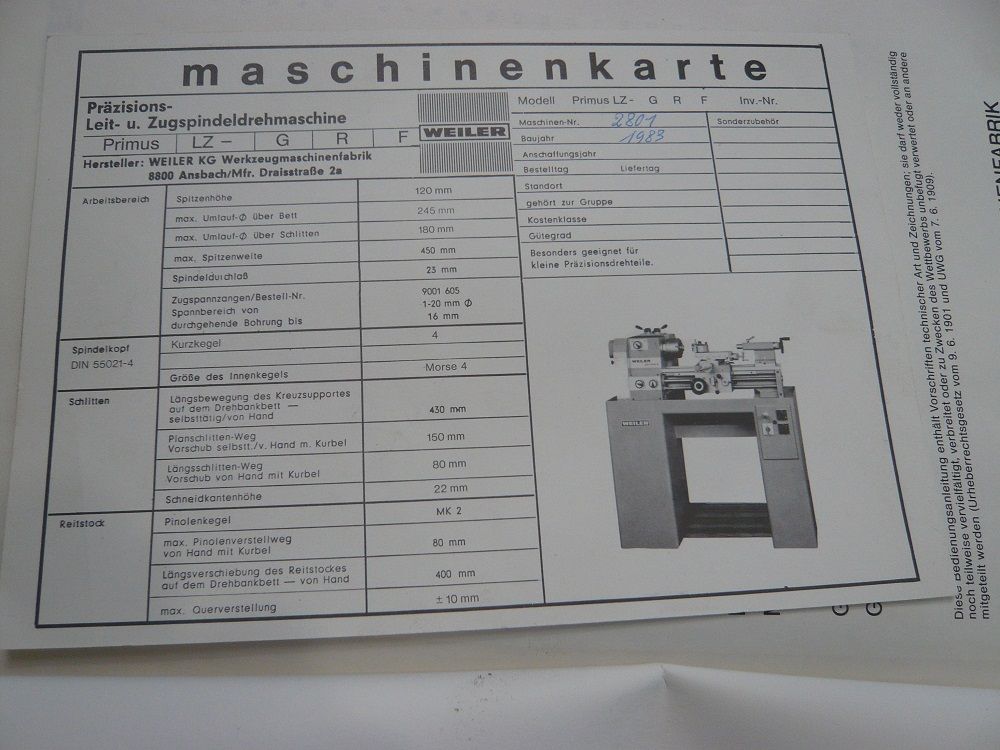 maschinenkarte
Präzisions-
Leit- u. Zugspindeldrehmaschine
Primus LZ – G R F
Hersteller: WEILER KG Werkzeugmaschinenfabrik
8800 Ansbach/Mfr. Draisstraße 2a
WEILER
Modell Primus LZ- G R F Inv.-Nr.
Maschinen-Nr. 2801 Sonderzubehör
Baujahr 1983
Anschaffungsjahr
Bestelltag Liefertag
Standort
gehört zur Gruppe
Kostenklasse
Gütegrad
Besonders geeignet für
kleine Präzisionsdrehteile.
Arbeitsbereich Spitzenhöhe 120 mm
max. Umlauf-Φ über Bett 245 mm
max. Umlauf-Φ über Schlitten 180 mm
max. Spitzenweite 450 mm
Spindeldurchlaß 23 mm
Zugspannzangen/Bestell-Nr. 9001 605
Spannbereich von 1-20 mm Φ
durchgehende Bohrung bis 16 mm
Spindelkopf Kurzkegel 4
DIN 55021-4
Größe des Innenkegels Morse 4
Schlitten Längsbewegung des Kreuzsupportes
auf dem Drehbankbett — 430 mm
selbsttätig/von Hand
Planschlitten-Weg 150 mm
Vorschub selbstt./v. Hand m. Kurbel
Längsschlitten-Weg 80 mm
Vorschub von Hand mit Kurbel
Schneidkantenhöhe 22 mm
Reitstock Pinolenkegel MK 2
max. Pinolenverstellweg 80 mm
von Hand mit Kurbel
Längsverschiebung des Reitstockes 400 mm
auf dem Drehbankbett — von Hand
max. Querverstellung ± 10 mm
WEILER
WEILER
Diese Bedienungsanleitung enthält Vorschriften technischer Art und Zeichnungen; sie darf weder vollständig
noch teilweise vervielfältigt, verbreitet oder zu Zwecken des Wettbewerbs unbefugt verwertet oder an andere
mitgeteilt werden (Urheberrechtsgesetz vom 9. 6. 1901 und UWG vom 7. 6. 1909).